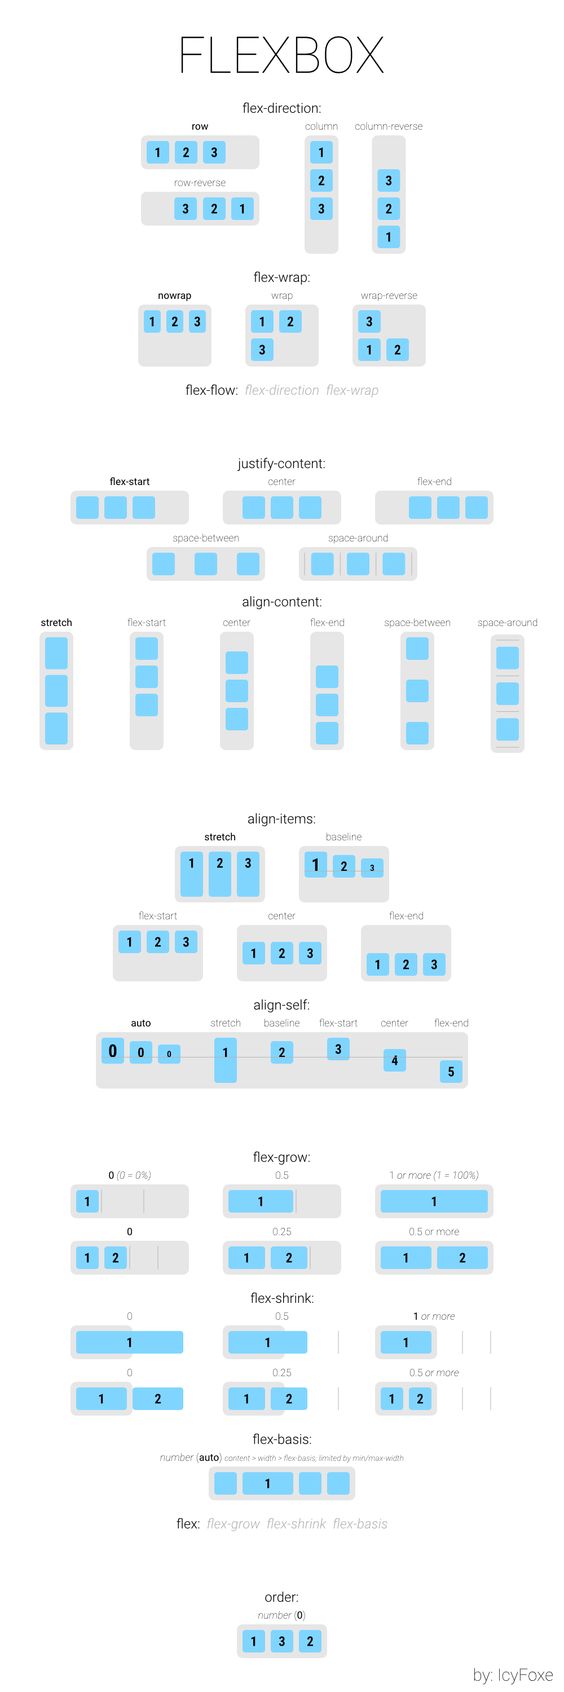 FLEXBOX
flex-direction:
row
column
column-reverse
1 2 3
row-reverse
3 2 1
1
2
3
3
2
1
flex-wrap:
nowrap
wrap
wrap-reverse
1 2 3
1 2
3
3
1 2
flex-flow: flex-direction flex-wrap
justify-content:
flex-start
center
flex-end
space-between
space-around
align-content:
stretch
flex-start
center
flex-end
space-between
space-around
align-items:
stretch
baseline
1 2 3
1 2 3
flex-start
center
flex-end
1 2 3
1 2 3
1 2 3
align-self:
auto
stretch
baseline
flex-start
center
flex-end
0 0 0 1 2 3 4 5
flex-grow:
0 (0 = 0%)
0.5
1 or more (1 = 100%)
1
1
1
0
0.25
0.5 or more
1 2
1 2
1 2
flex-shrink:
0
0.5
1 or more
1
1
1
0
0.25
0.5 or more
1 2
1 2
1 2
flex-basis:
number (auto) content > width > flex-basis; limited by min/max-width
1
flex: flex-grow flex-shrink flex-basis
order:
number (0)
1 3 2
by: IcyFoxe